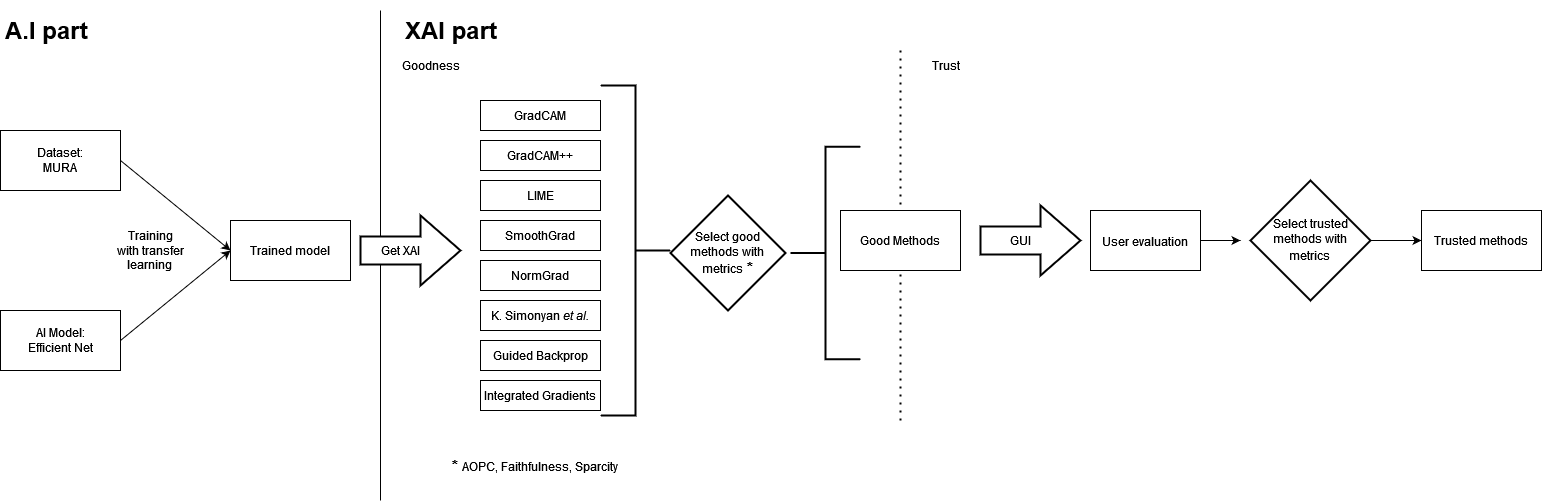 A.I part
XAI part
Goodness
Trust
Dataset:
MURA
Training
with transfer
learning
AI Model:
Efficient Net
Trained model
Get XAI
GradCAM
GradCAM++
LIME
SmoothGrad
NormGrad
K. Simonyan et al.
Guided Backprop
Integrated Gradients
Select good
methods with
metrics *
Good Methods
GUI
User evaluation
Select trusted
methods with
metrics
Trusted methods
* AOPC, Faithfulness, Sparcity